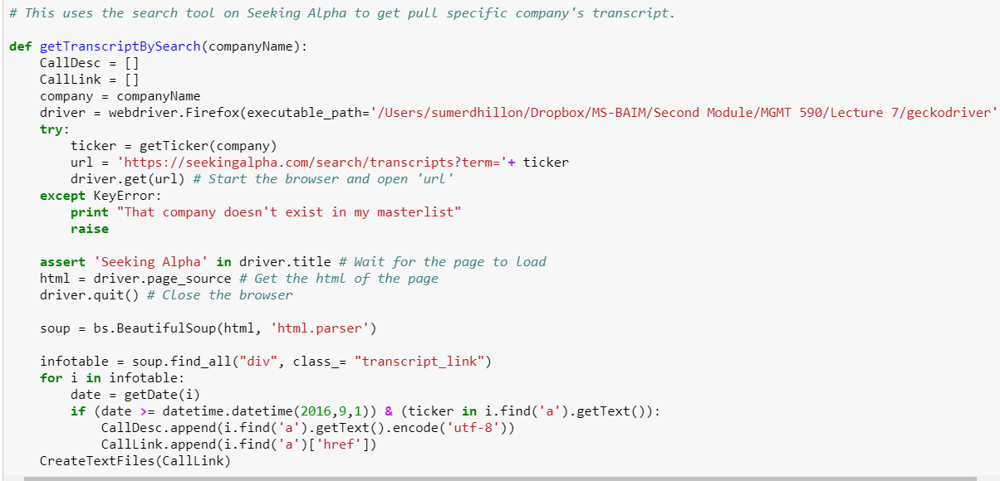 # This uses the search tool on Seeking Alpha to get pull specific company's transcript.
def getTranscriptBySearch(companyName):
    CallDesc = []
    CallLink = []
    company = companyName
    driver = webdriver.Firefox(executable_path='/Users/sumerdhillon/Dropbox/MS-BAIM/Second Module/MGMT 590/Lecture 7/geckodriver'
    try:
        ticker = getTicker(company)
        url = 'https://seekingalpha.com/search/transcripts?term='+ ticker
        driver.get(url) # Start the browser and open 'url'
    except KeyError:
        print "That company doesn't exist in my masterlist"
        raise
    assert 'Seeking Alpha' in driver.title # Wait for the page to load
    html = driver.page_source # Get the html of the page
    driver.quit() # Close the browser
    soup = bs.BeautifulSoup(html, 'html.parser')
    infotable = soup.find_all("div", class_= "transcript_link")
    for i in infotable:
        date = getDate(i)
        if (date >= datetime.datetime(2016,9,1)) & (ticker in i.find('a').getText()):
            CallDesc.append(i.find('a').getText().encode('utf-8'))
            CallLink.append(i.find('a')['href'])
    CreateTextFiles(CallLink)